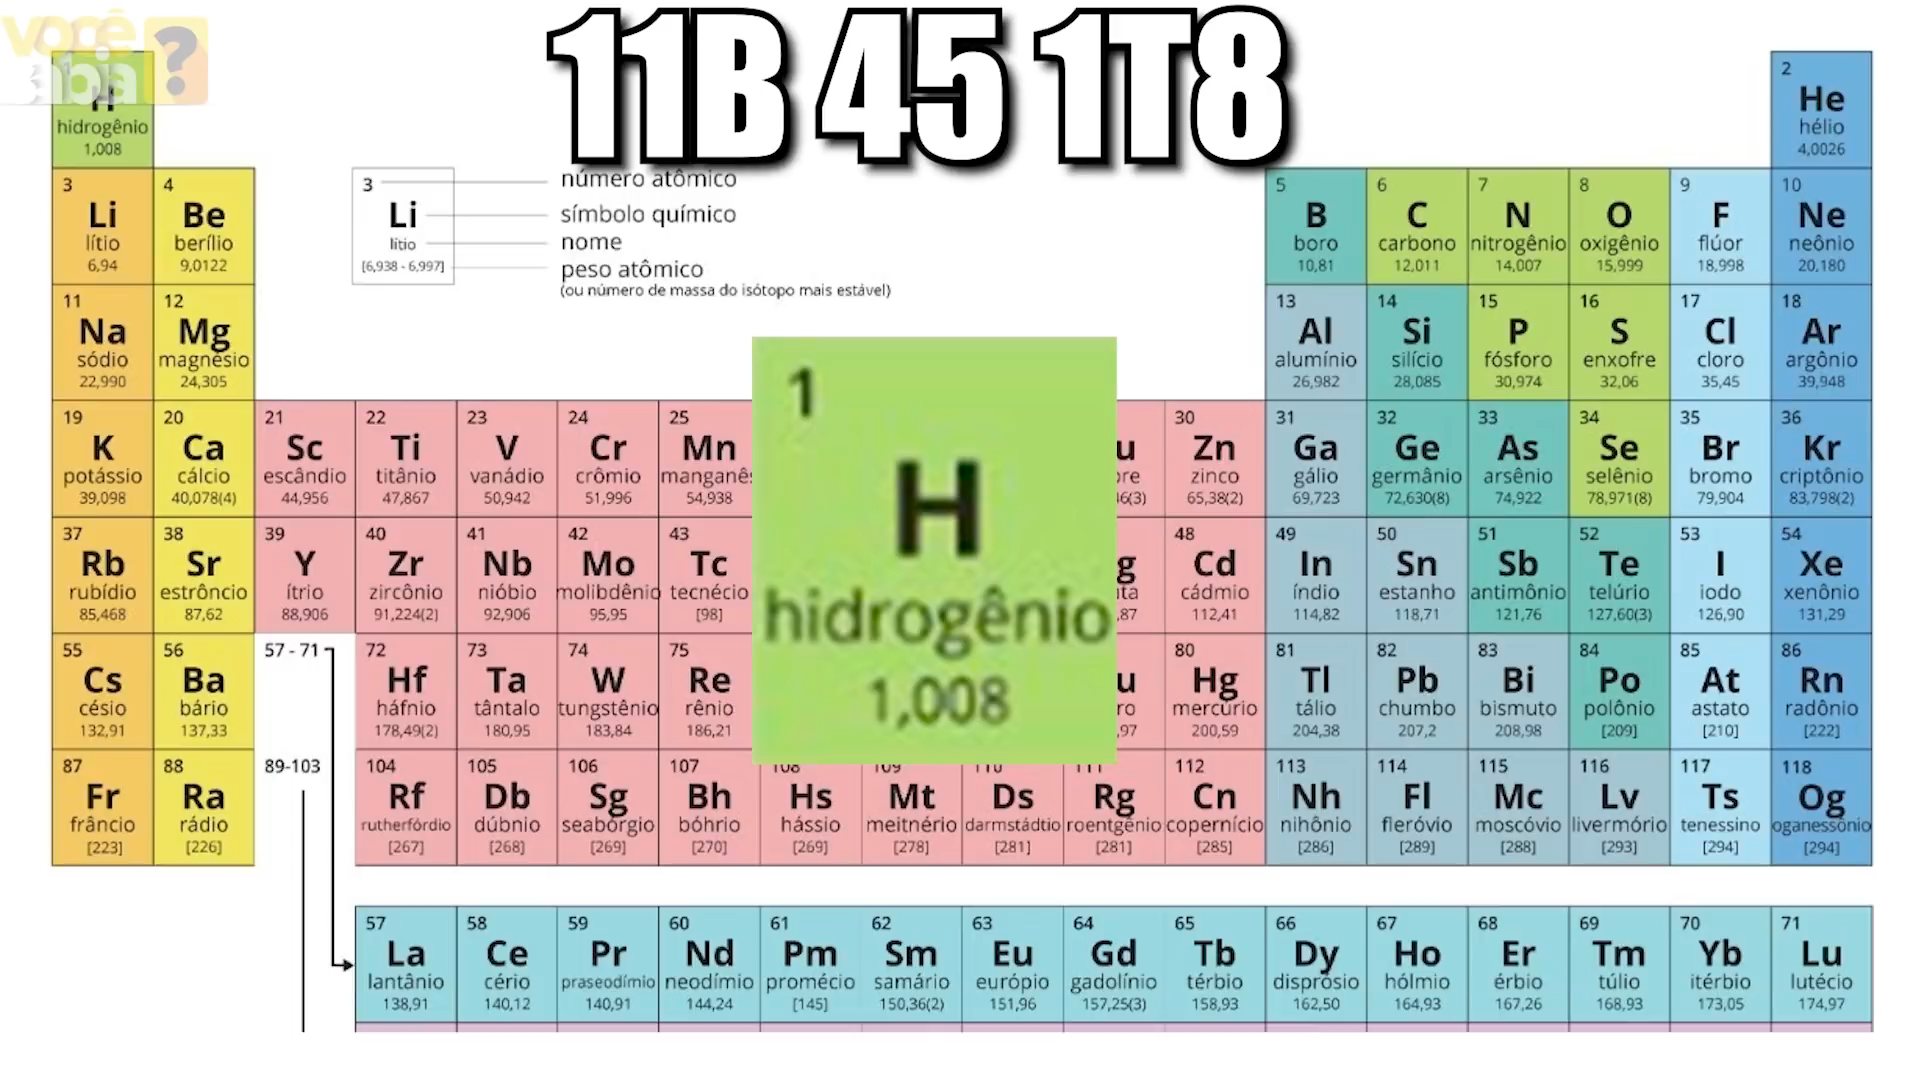 11B 45 1T8
você
sabia?
H
hidrogênio
1,008
2
He
hélio
4,0026
3
Li
lítio
6,94
4
Be
berílio
9,0122
3
Li
lítio
[6,938 - 6,997]
número atômico
símbolo químico
nome
peso atômico
(ou número de massa do isótopo mais estável)
5
B
boro
10,81
6
C
carbono
12,011
7
N
nitrogênio
14,007
8
O
oxigênio
15,999
9
F
flúor
18,998
10
Ne
neônio
20,180
11
Na
sódio
22,990
12
Mg
magnésio
24,305
13
Al
alumínio
26,982
14
Si
silício
28,085
15
P
fósforo
30,974
16
S
enxofre
32,06
17
Cl
cloro
35,45
18
Ar
argônio
39,948
1
H
hidrogênio
1,008
19
K
potássio
39,098
20
Ca
cálcio
40,078(4)
21
Sc
escândio
44,956
22
Ti
titânio
47,867
23
V
vanádio
50,942
24
Cr
crômio
51,996
25
Mn
manganês
54,938
30
Zn
zinco
65,38(2)
31
Ga
gálio
69,723
32
Ge
germânio
72,630(8)
33
As
arsênio
74,922
34
Se
selênio
78,971(8)
35
Br
bromo
79,904
36
Kr
criptônio
83,798(2)
37
Rb
rubídio
85,468
38
Sr
estrôncio
87,62
39
Y
ítrio
88,906
40
Zr
zircônio
91,224(2)
41
Nb
nióbio
92,906
42
Mo
molibdênio
95,95
43
Tc
tecnécio
[98]
48
Cd
cádmio
112,41
49
In
índio
114,82
50
Sn
estanho
118,71
51
Sb
antimônio
121,76
52
Te
telúrio
127,60(3)
53
I
iodo
126,90
54
Xe
xenônio
131,29
55
Cs
césio
132,91
56
Ba
bário
137,33
57 - 71
72
Hf
háfnio
178,49(2)
73
Ta
tântalo
180,95
74
W
tungstênio
183,84
75
Re
rênio
186,21
80
Hg
mercúrio
200,59
81
Tl
tálio
204,38
82
Pb
chumbo
207,2
83
Bi
bismuto
208,98
84
Po
polônio
[209]
85
At
astato
[210]
86
Rn
radônio
[222]
87
Fr
frâncio
[223]
88
Ra
rádio
[226]
89-103
104
Rf
rutherfórdio
[267]
105
Db
dúbnio
[268]
106
Sg
seabórgio
[269]
107
Bh
bóhrio
[270]
108
Hs
hássio
[269]
109
Mt
meitnério
[278]
110
Ds
darmstádtio
[281]
111
Rg
roentgênio
[281]
112
Cn
copernício
[285]
113
Nh
nihônio
[286]
114
Fl
fleróvio
[289]
115
Mc
moscóvio
[288]
116
Lv
livermório
[293]
117
Ts
tenessino
[294]
118
Og
oganessônio
[294]
57
La
lantânio
138,91
58
Ce
cério
140,12
59
Pr
praseodímio
140,91
60
Nd
neodímio
144,24
61
Pm
promécio
[145]
62
Sm
samário
150,36(2)
63
Eu
európio
151,96
64
Gd
gadolínio
157,25(3)
65
Tb
térbio
158,93
66
Dy
disprósio
162,50
67
Ho
hólmio
164,93
68
Er
érbio
167,26
69
Tm
túlio
168,93
70
Yb
itérbio
173,05
71
Lu
lutécio
174,97